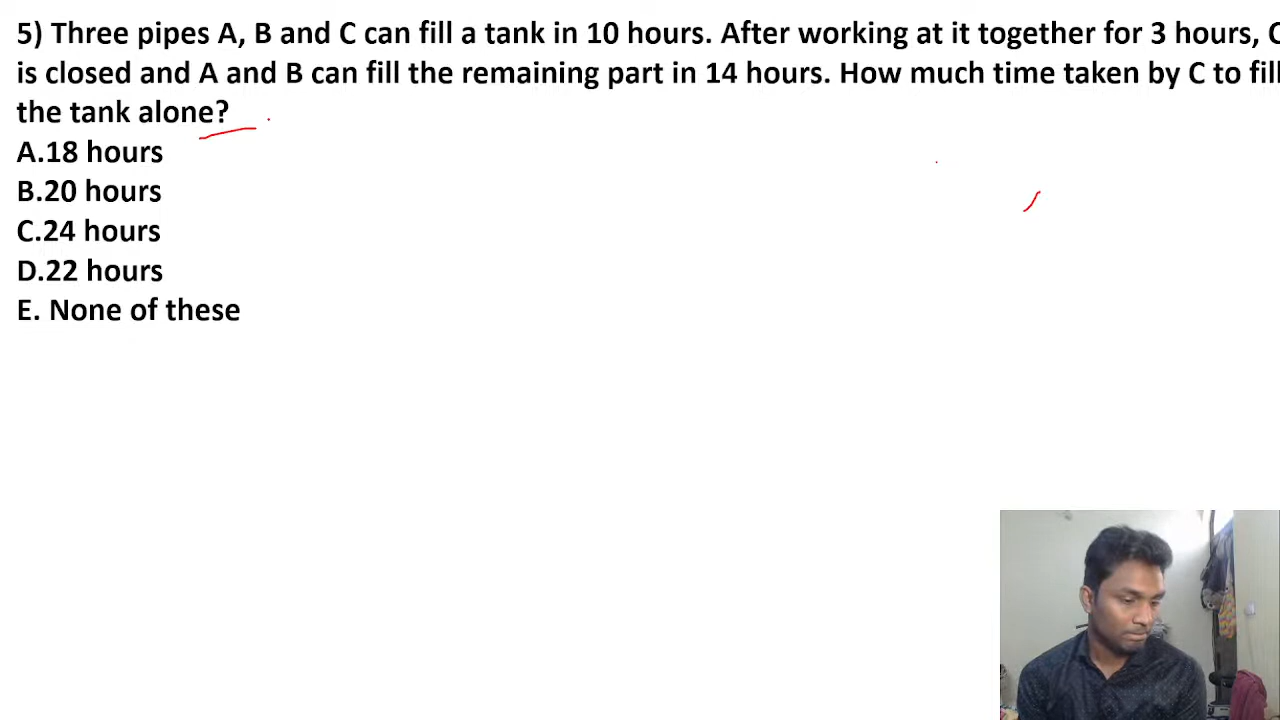 5) Three pipes A, B and C can fill a tank in 10 hours. After working at it together for 3 hours, C
is closed and A and B can fill the remaining part in 14 hours. How much time taken by C to fill
the tank alone?
A.18 hours
B.20 hours
C.24 hours
D.22 hours
E. None of these